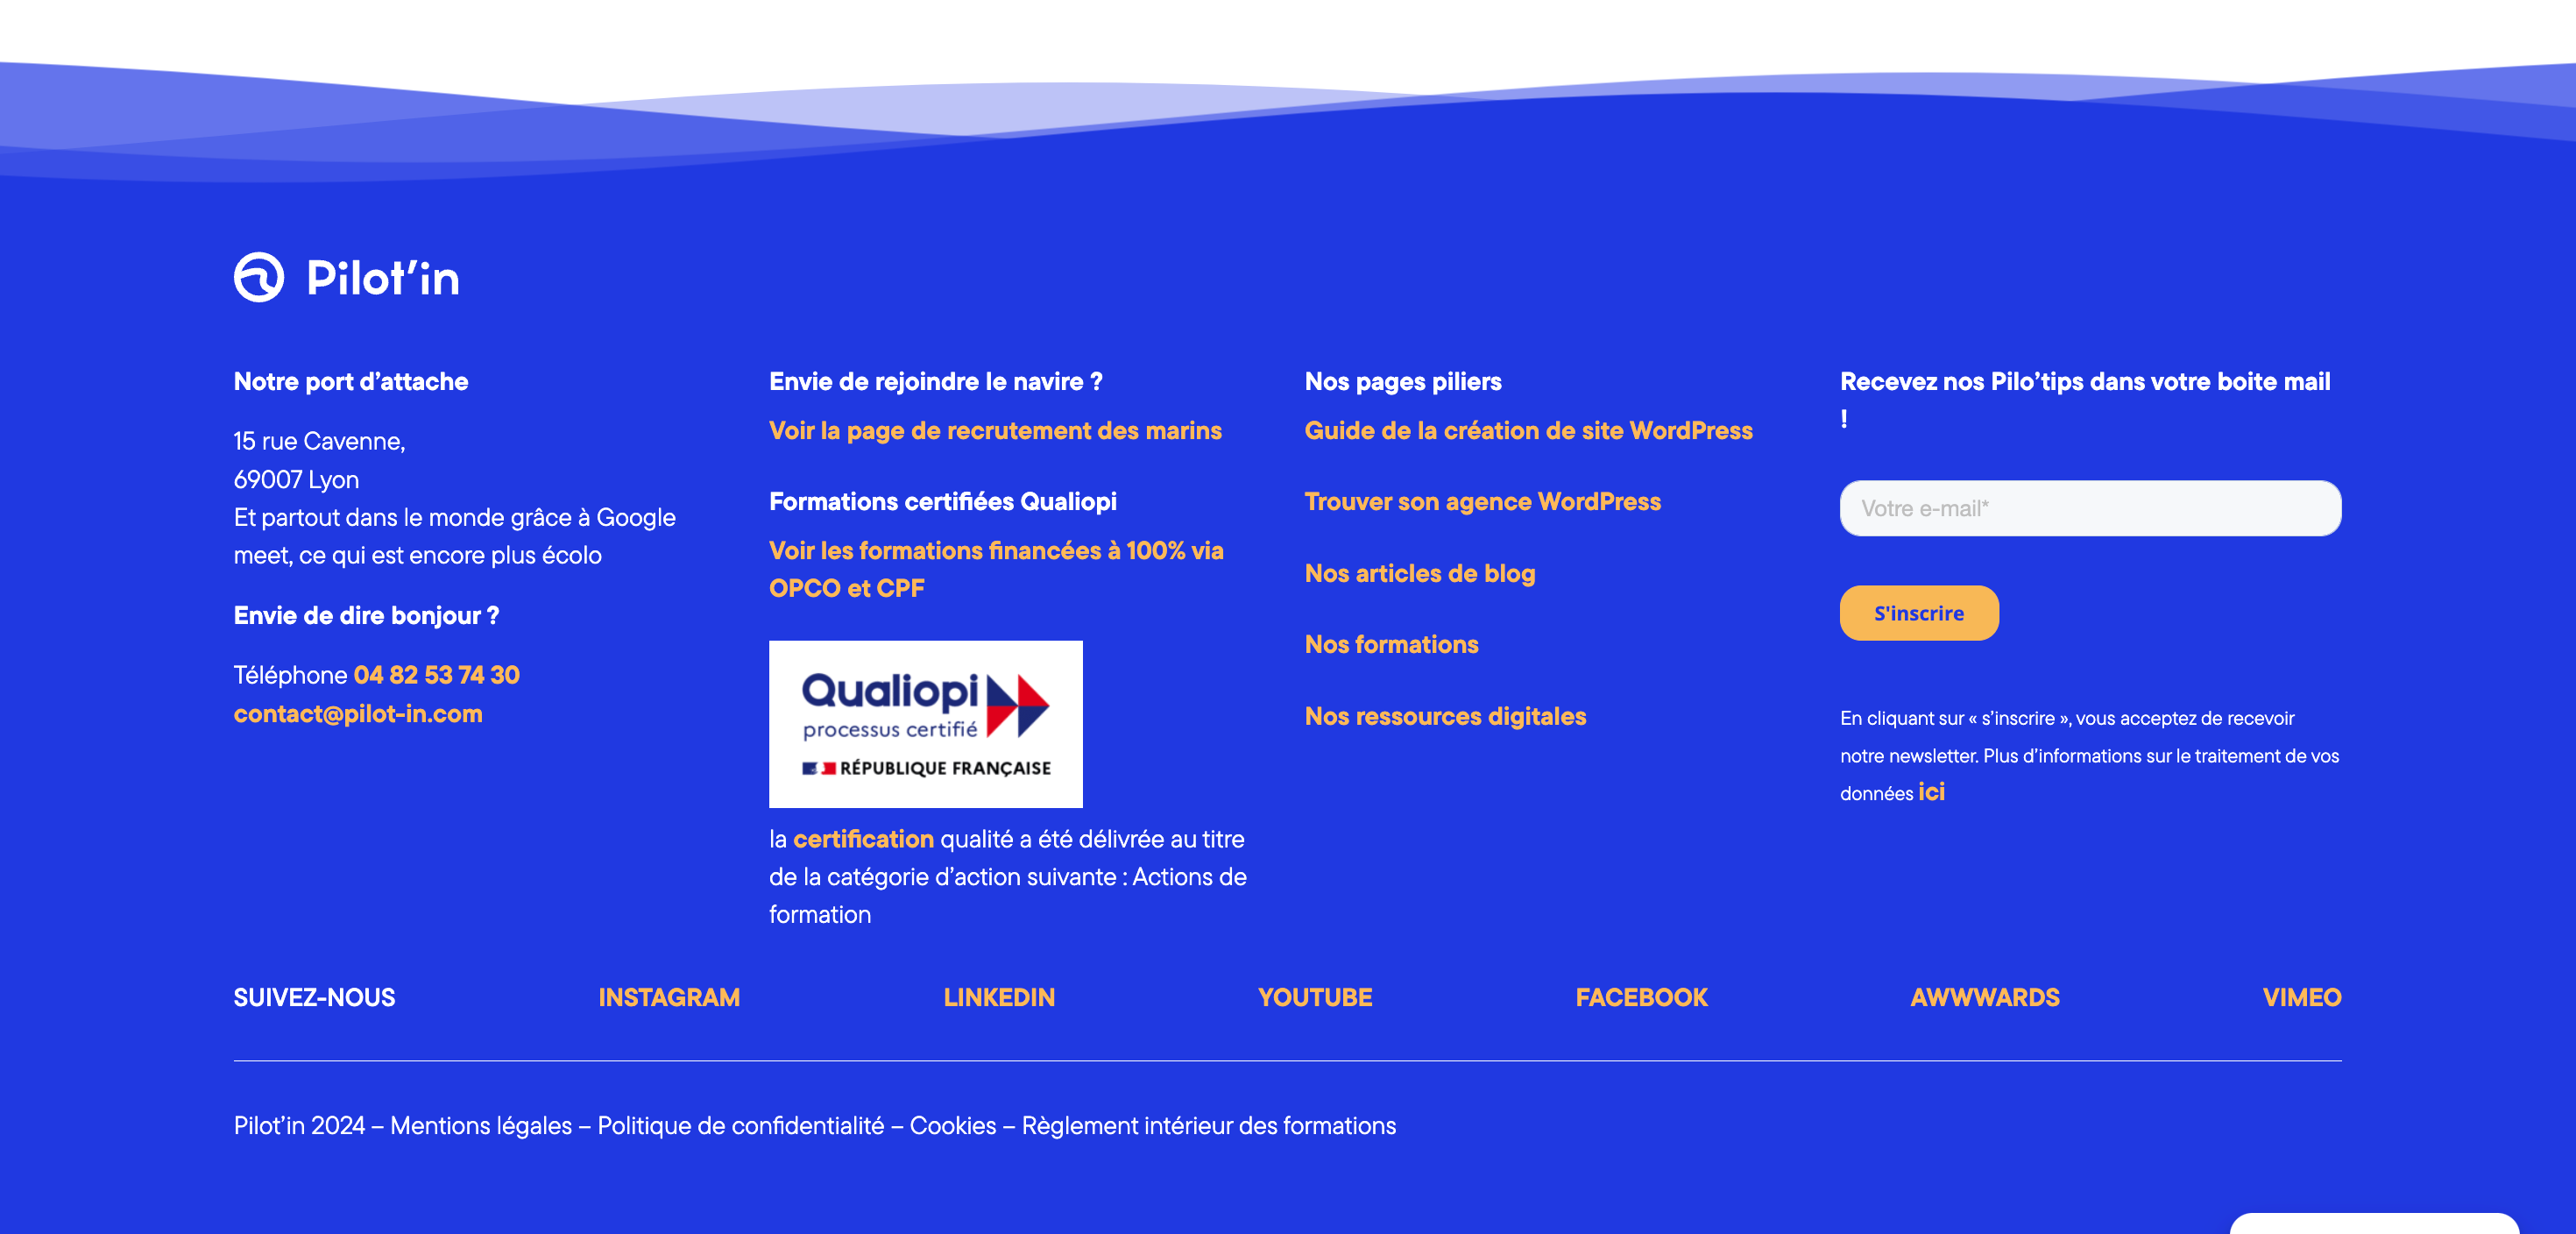 Pilot’in
Notre port d’attache
15 rue Cavenne,
69007 Lyon
Et partout dans le monde grâce à Google
meet, ce qui est encore plus écolo
Envie de dire bonjour ?
Téléphone 04 82 53 74 30
contact@pilot-in.com
Envie de rejoindre le navire ?
Voir la page de recrutement des marins
Formations certifiées Qualiopi
Voir les formations financées à 100% via
OPCO et CPF
Qualiopi
processus certifié
RÉPUBLIQUE FRANÇAISE
la certification qualité a été délivrée au titre
de la catégorie d’action suivante : Actions de
formation
Nos pages piliers
Guide de la création de site WordPress
Trouver son agence WordPress
Nos articles de blog
Nos formations
Nos ressources digitales
Recevez nos Pilo’tips dans votre boite mail
!
Votre e-mail*
S'inscrire
En cliquant sur « s’inscrire », vous acceptez de recevoir
notre newsletter. Plus d’informations sur le traitement de vos
données ici
SUIVEZ-NOUS INSTAGRAM LINKEDIN YOUTUBE FACEBOOK AWWWARDS VIMEO
Pilot’in 2024 – Mentions légales – Politique de confidentialité – Cookies – Règlement intérieur des formations